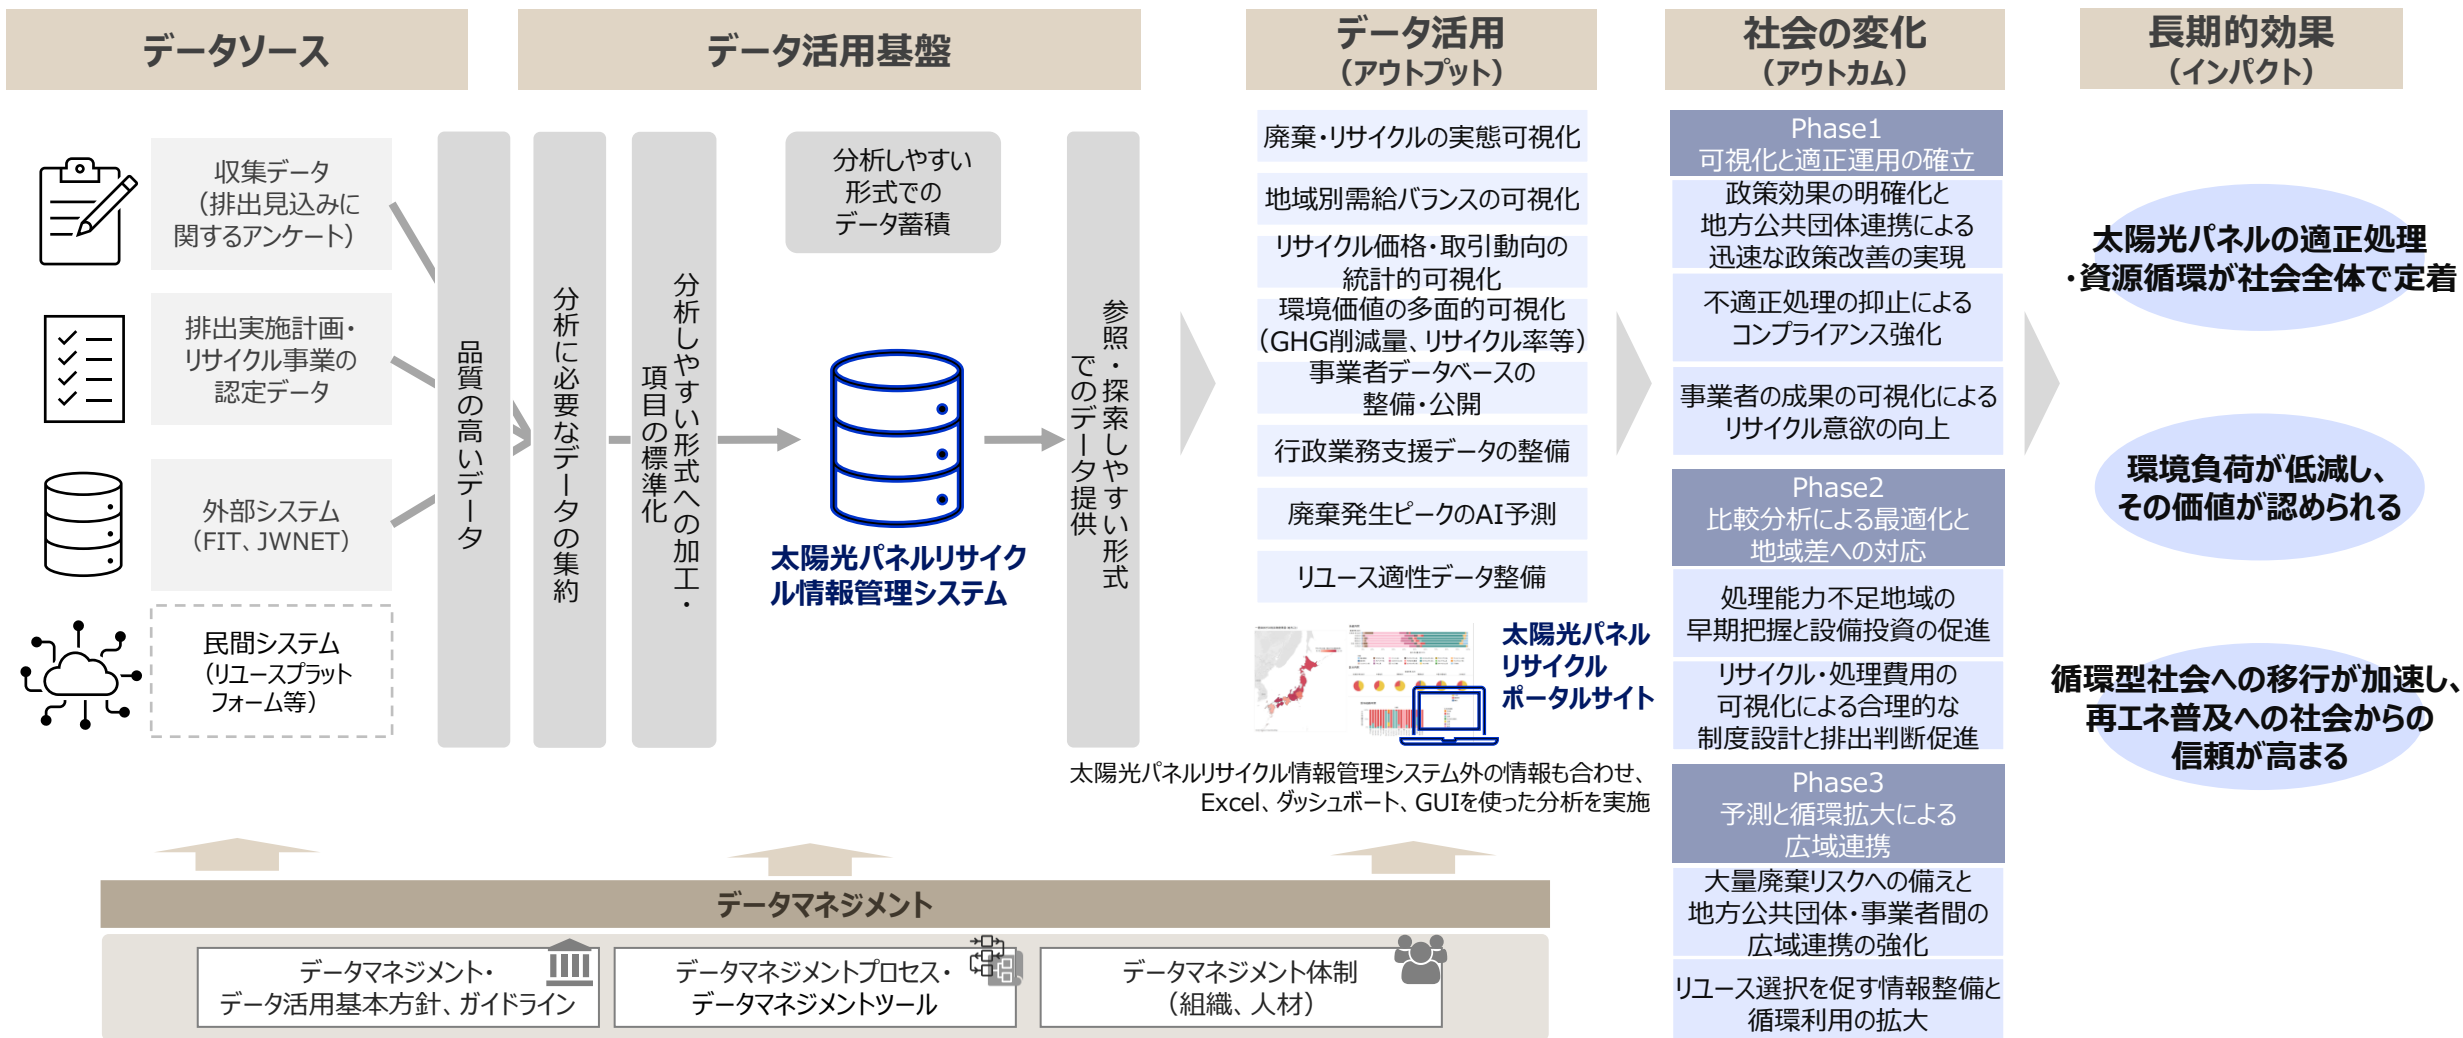 データソース
データ活用基盤
データ活用
（アウトプット）
社会の変化
（アウトカム）
長期的効果
（インパクト）
収集データ
（排出見込みに
関するアンケート）
排出実施計画・
リサイクル事業の
認定データ
外部システム
（FIT、JWNET）
民間システム
（リユースプラット
フォーム等）
品質の高いデータ
分析に必要なデータの集約
分析しやすい形式への加工・
項目の標準化
分析しやすい
形式での
データ蓄積
太陽光パネルリサイク
ル情報管理システム
参照・探索しやすい形式
でのデータ提供
廃棄・リサイクルの実態可視化
地域別需給バランスの可視化
リサイクル価格・取引動向の
統計的可視化
環境価値の多面的可視化
（GHG削減量、リサイクル率等）
事業者データベースの
整備・公開
行政業務支援データの整備
廃棄発生ピークのAI予測
リユース適性データ整備
太陽光パネル
リサイクル
ポータルサイト
太陽光パネルリサイクル情報管理システム外の情報も合わせ、
Excel、ダッシュボード、GUIを使った分析を実施
Phase1
可視化と適正運用の確立
政策効果の明確化と
地方公共団体連携による
迅速な政策改善の実現
不適正処理の抑止による
コンプライアンス強化
事業者の成果の可視化による
リサイクル意欲の向上
Phase2
比較分析による最適化と
地域差への対応
処理能力不足地域の
早期把握と設備投資の促進
リサイクル・処理費用の
可視化による合理的な
制度設計と排出判断促進
Phase3
予測と循環拡大による
広域連携
大量廃棄リスクへの備えと
地方公共団体・事業者間の
広域連携の強化
リユース選択を促す情報整備と
循環利用の拡大
太陽光パネルの適正処理
・資源循環が社会全体で定着
環境負荷が低減し、
その価値が認められる
循環型社会への移行が加速し、
再エネ普及への社会からの
信頼が高まる
データマネジメント
データマネジメント・
データ活用基本方針、ガイドライン
データマネジメントプロセス・
データマネジメントツール
データマネジメント体制
（組織、人材）